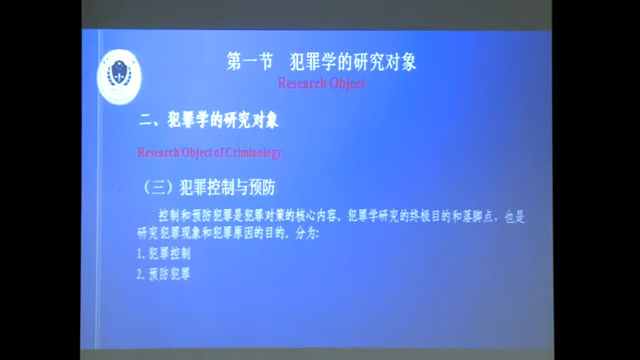 第一节 犯罪学的研究对象
Research Object
二、犯罪学的研究对象
Research Object of Criminology
（三）犯罪控制与预防
控制和预防犯罪是犯罪对策的核心内容、犯罪学研究的终极目的和落脚点，也是
研究犯罪现象和犯罪原因的目的。分为：
1.犯罪控制
2.预防犯罪